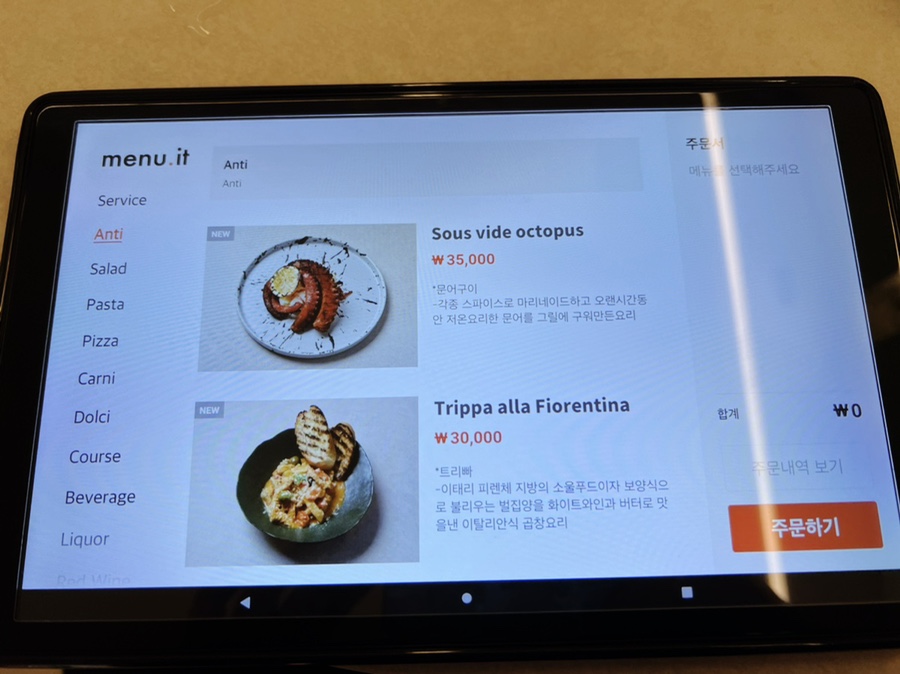 menu.it
Service
Anti
Salad
Pasta
Pizza
Carni
Dolci
Course
Beverage
Liquor
Red Wine
Anti
Anti
NEW
Sous vide octopus
₩35,000
*문어구이
-각종 스파이스로 마리네이드하고 오랜시간동
안 저온요리한 문어를 그릴에 구워만든요리
NEW
Trippa alla Fiorentina
₩30,000
*트리빠
-이태리 피렌체 지방의 소울푸드이자 보양식으
로 불리우는 벌집양을 화이트와인과 버터로 맛
을낸 이탈리안식 곱창요리
주문서
메뉴를 선택해주세요
합계
₩0
주문내역 보기
주문하기